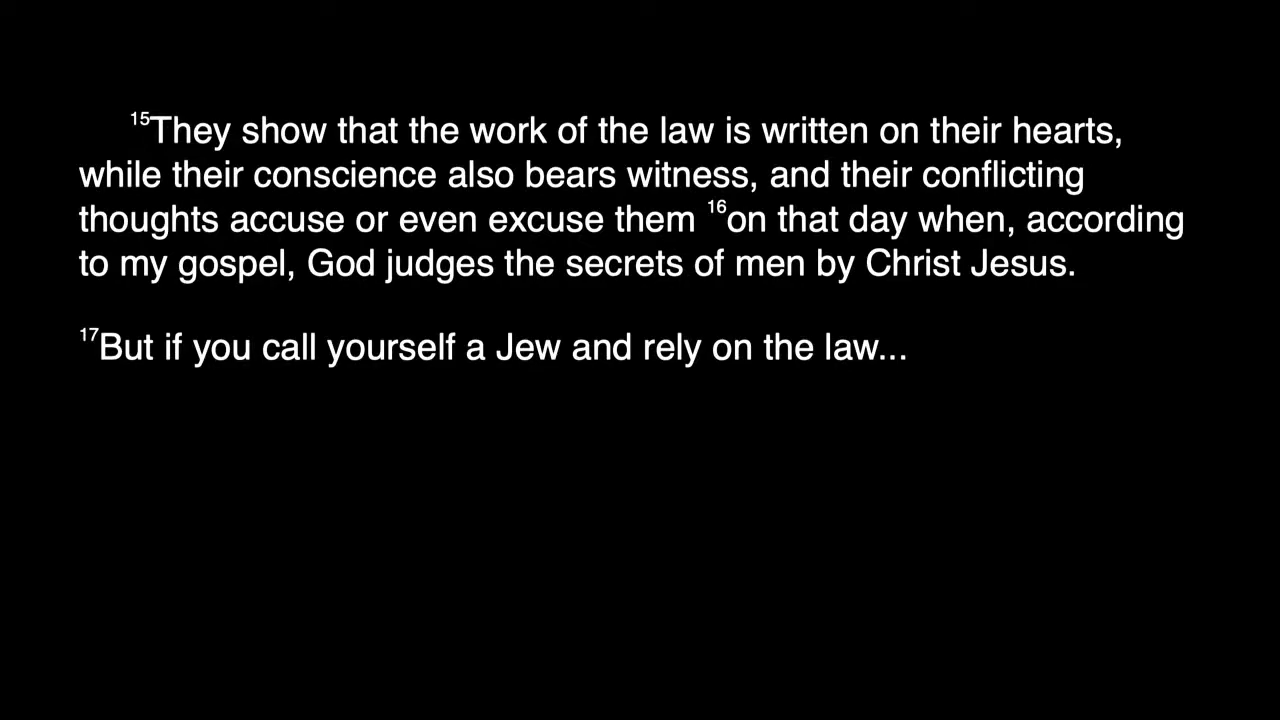 15They show that the work of the law is written on their hearts,
while their conscience also bears witness, and their conflicting
thoughts accuse or even excuse them 16on that day when, according
to my gospel, God judges the secrets of men by Christ Jesus.
17But if you call yourself a Jew and rely on the law...